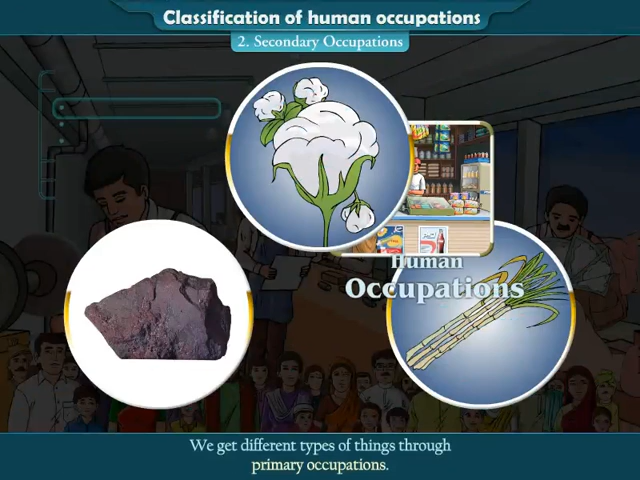 Classification of human occupations
2. Secondary Occupations
Human
Occupations
We get different types of things through
primary occupations.